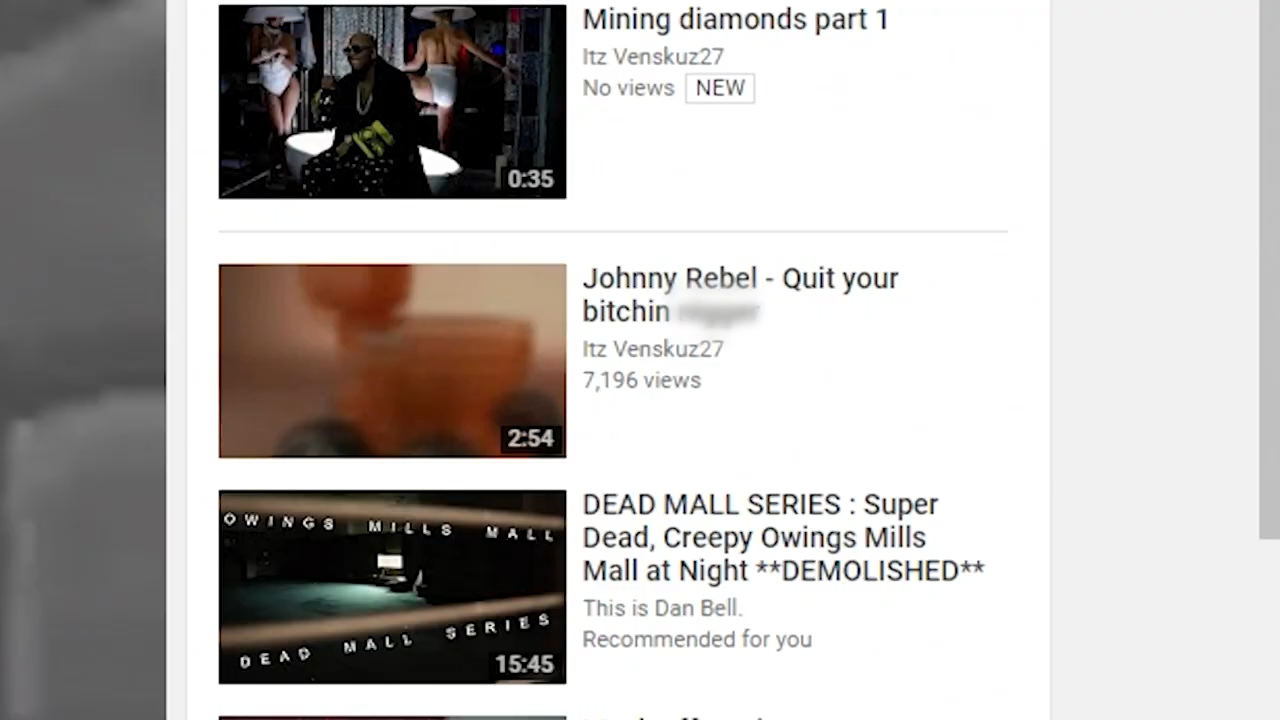 Mining diamonds part 1
Itz Venskuz27
No views NEW
0:35
Johnny Rebel - Quit your
bitchin
Itz Venskuz27
7,196 views
2:54
OWINGS MILLS MALL
DEAD MALL SERIES
15:45
DEAD MALL SERIES : Super
Dead, Creepy Owings Mills
Mall at Night **DEMOLISHED**
This is Dan Bell.
Recommended for you